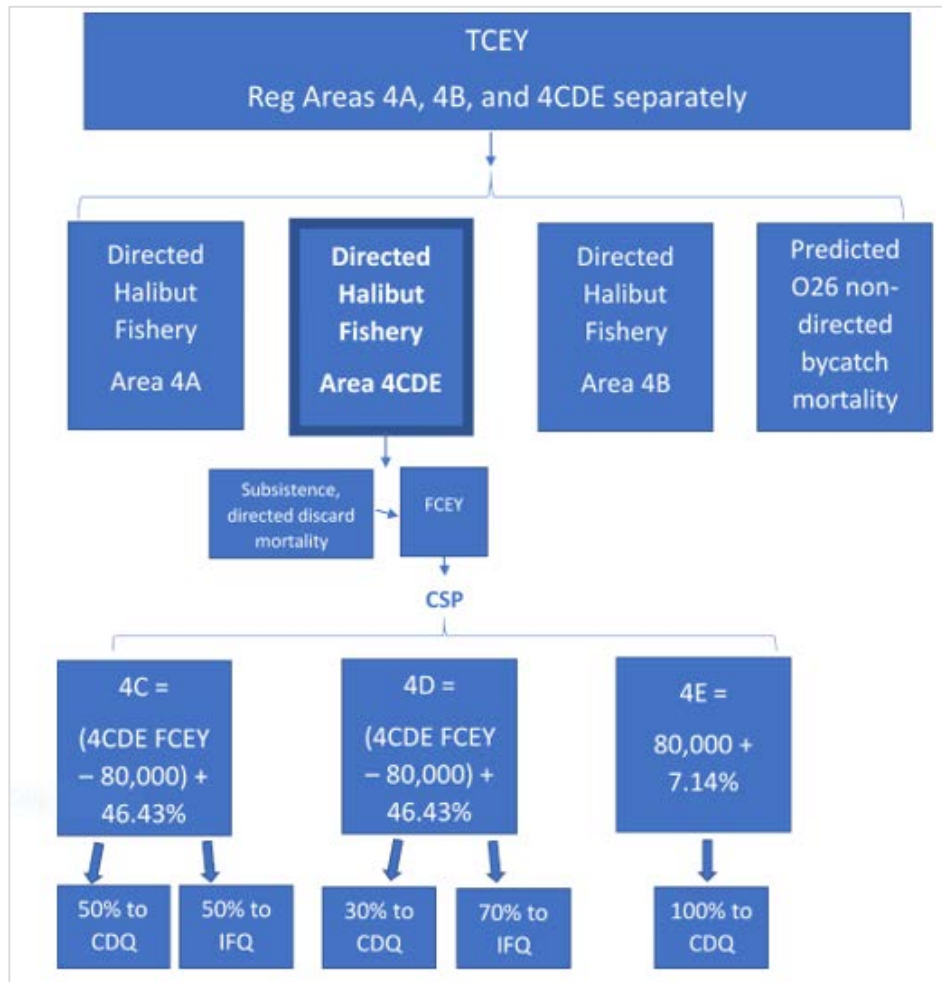 TCEY
Reg Areas 4A, 4B, and 4CDE separately
Directed
Halibut
Fishery
Area 4A
Directed
Halibut
Fishery
Area 4CDE
Directed
Halibut
Fishery
Area 4B
Predicted
O26 non-
directed
bycatch
mortality
Subsistence,
directed discard
mortality
FCEY
CSP
4C =
(4CDE FCEY
– 80,000) +
46.43%
4D =
(4CDE FCEY
– 80,000) +
46.43%
4E =
80,000 +
7.14%
50% to
CDQ
50% to
IFQ
30% to
CDQ
70% to
IFQ
100% to
CDQ